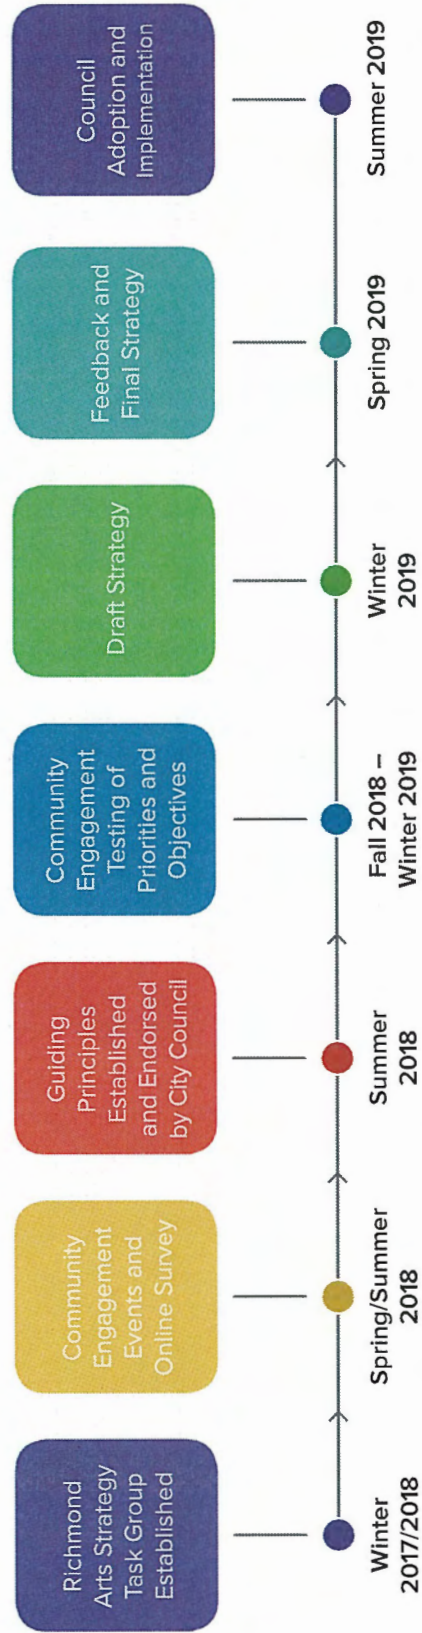 Richmond
Arts Strategy
Task Group
Established
Winter
2017/2018
Community
Engagement
Events and
Online Survey
Spring/Summer
2018
Guiding
Principles
Established
and Endorsed
by City Council
Summer
2018
Community
Engagement
Testing of
Priorities and
Objectives
Fall 2018 –
Winter 2019
Draft Strategy
Winter
2019
Feedback and
Final Strategy
Spring 2019
Council
Adoption and
Implementation
Summer 2019